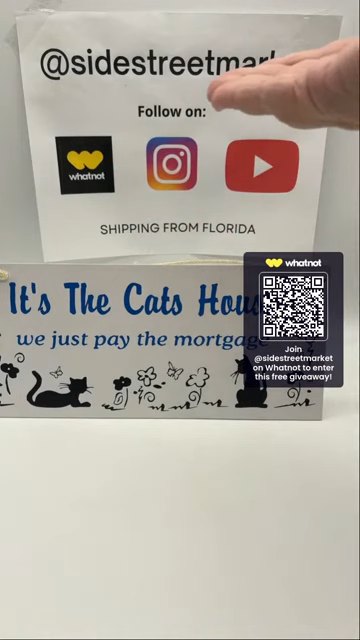 @sidestreetmar
Follow on:
whatnot
SHIPPING FROM FLORIDA
It's The Cats Hou
we just pay the mortgage
whatnot
Join
@sidestreetmarket
on Whatnot to enter
this free giveaway!